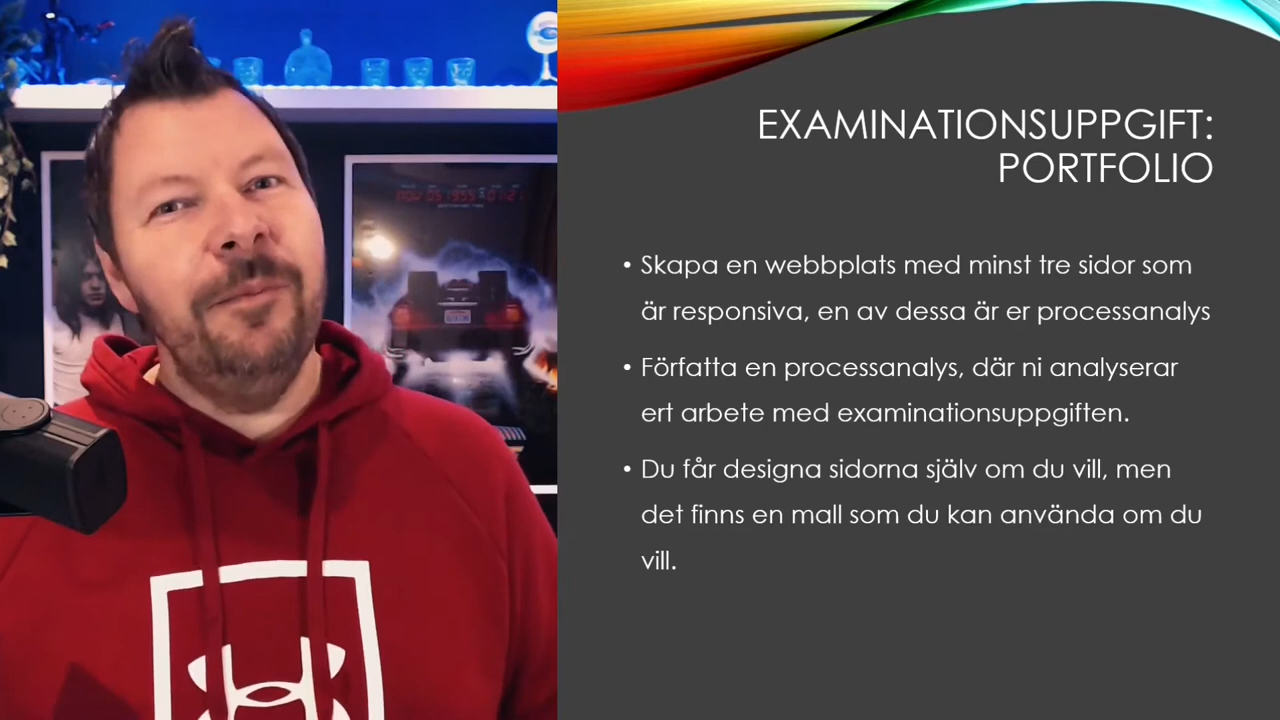 EXAMINATIONSUPPGIFT:
PORTFOLIO
• Skapa en webbplats med minst tre sidor som
är responsiva, en av dessa är er processanalys
• Författa en processanalys, där ni analyserar
ert arbete med examinationsuppgiften.
• Du får designa sidorna själv om du vill, men
det finns en mall som du kan använda om du
vill.